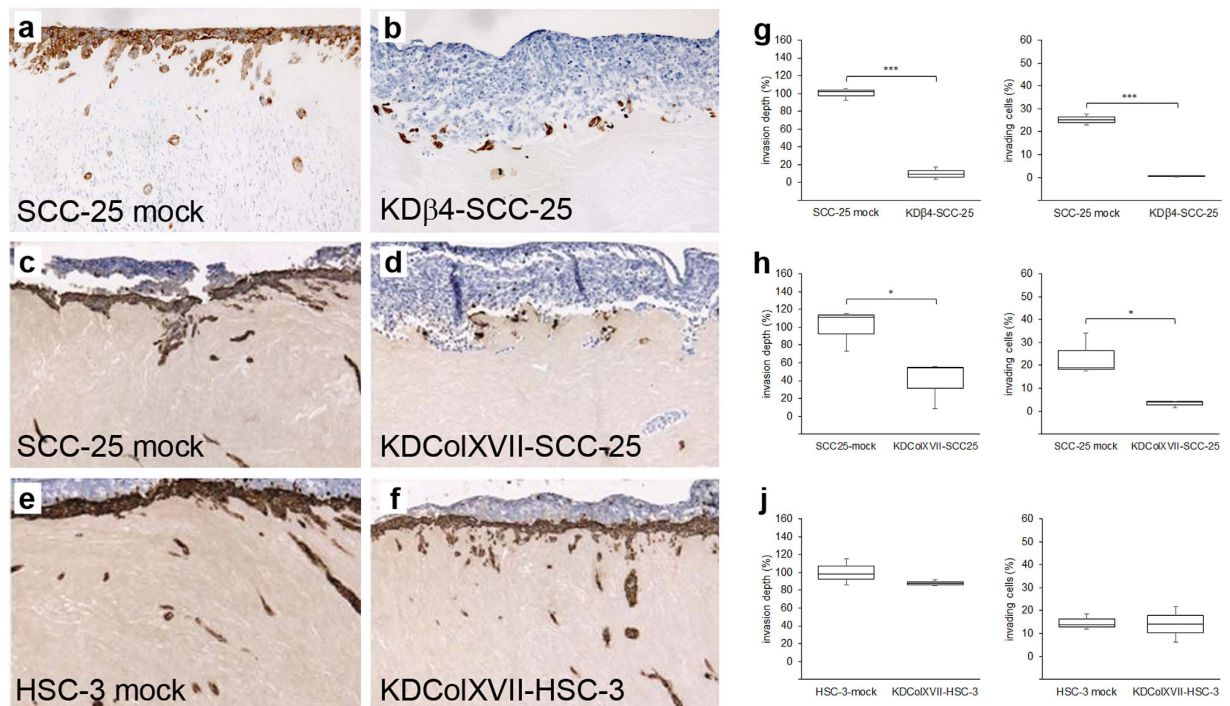 a
SCC-25 mock
b
KDβ4-SCC-25
c
SCC-25 mock
d
KDColXVII-SCC-25
e
HSC-3 mock
f
KDColXVII-HSC-3
g
invasion depth (%)
160
140
120
100
80
60
40
20
0
***
SCC-25 mock KDβ4-SCC-25
invading cells (%)
60
50
40
30
20
10
0
***
SCC-25 mock KDβ4-SCC-25
h
invasion depth (%)
160
140
120
100
80
60
40
20
0
*
SCC25-mock KDColXVII-SCC25
invading cells (%)
60
50
40
30
20
10
0
*
SCC-25 mock KDColXVII-SCC-25
j
invasion depth (%)
160
140
120
100
80
60
40
20
0
HSC-3-mock KDColXVII-HSC-3
invading cells (%)
60
50
40
30
20
10
0
HSC-3 mock KDColXVII-HSC-3